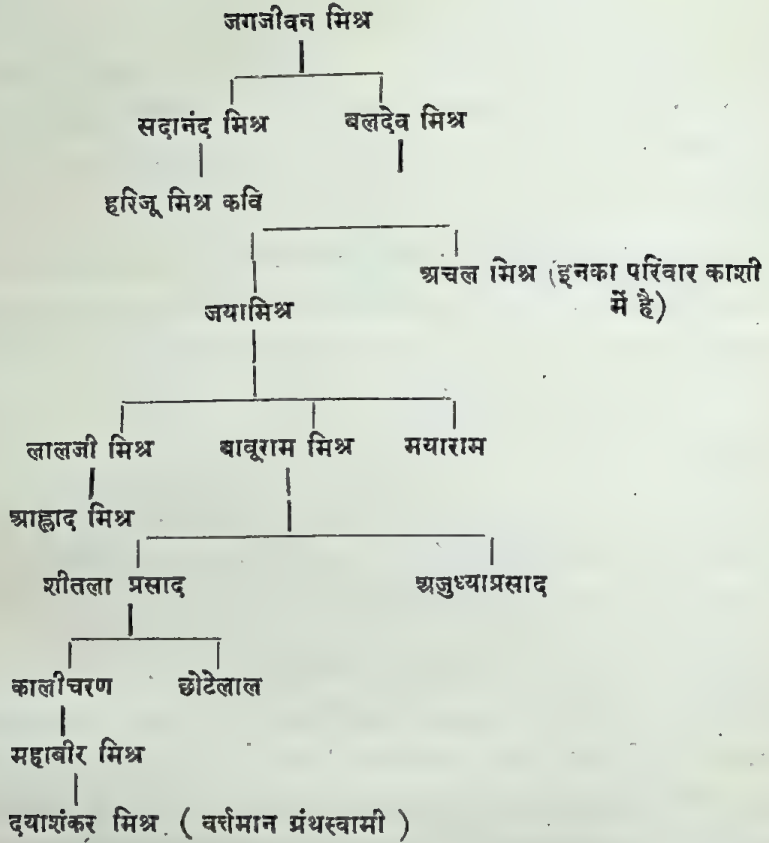 जगजीवन मिश्र
सदानंद मिश्र बलदेव मिश्र
हरिजू मिश्र कवि
अचल मिश्र (इनका परिवार काशी
में है)
जयामिश्र
लालजी मिश्र बाबूराम मिश्र मयाराम
आह्लाद मिश्र
शीतला प्रसाद अजुध्याप्रसाद
कालीचरण छोटेलाल
महाबीर मिश्र
दयाशंकर मिश्र. ( वर्त्तमान ग्रंथस्वामी )